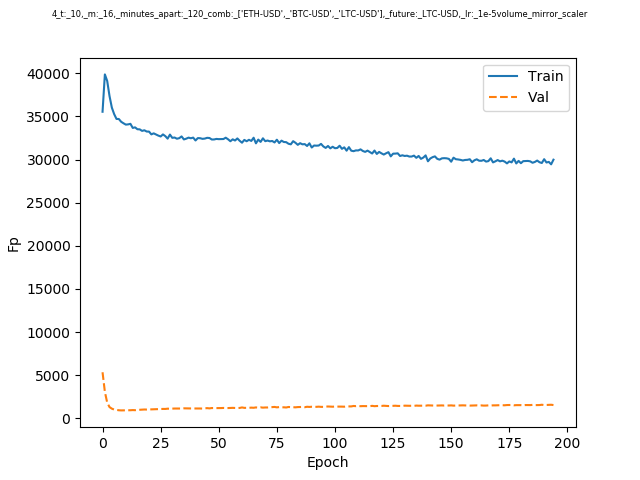 4_t:_10,_m:_16,_minutes_apart:_120_comb:_['ETH-USD',_'BTC-USD',_'LTC-USD'],_future:_LTC-USD,_lr:_1e-5volume_mirror_scaler
Train
Val
40000
35000
30000
25000
20000
15000
10000
5000
0
Fp
0 25 50 75 100 125 150 175 200
Epoch